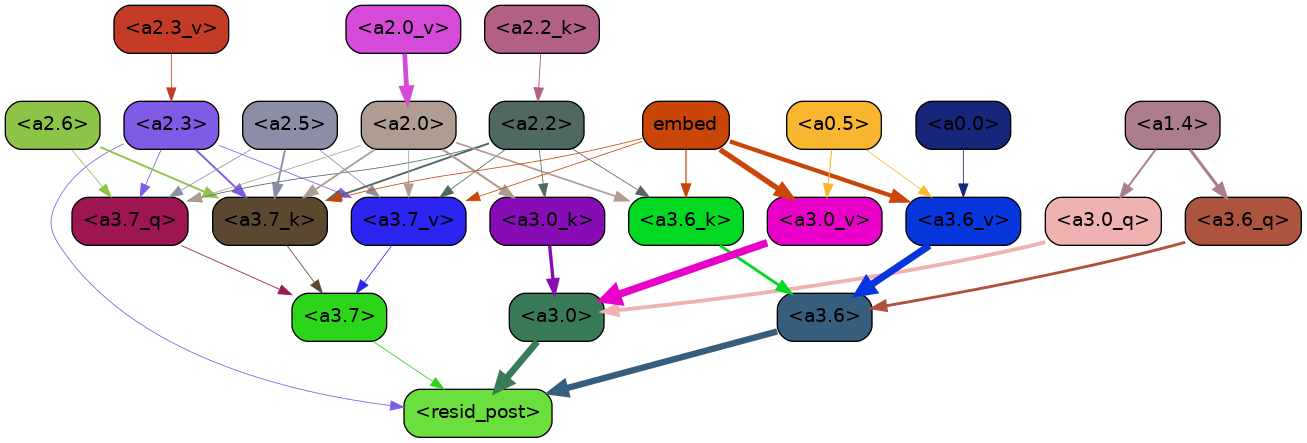 <a2.3_v> <a2.0_v> <a2.2_k>
<a2.6> <a2.3> <a2.5> <a2.0> <a2.2> embed <a0.5> <a0.0> <a1.4>
<a3.7_q> <a3.7_k> <a3.7_v> <a3.0_k> <a3.6_k> <a3.0_v> <a3.6_v> <a3.0_q> <a3.6_q>
<a3.7> <a3.0> <a3.6>
<resid_post>